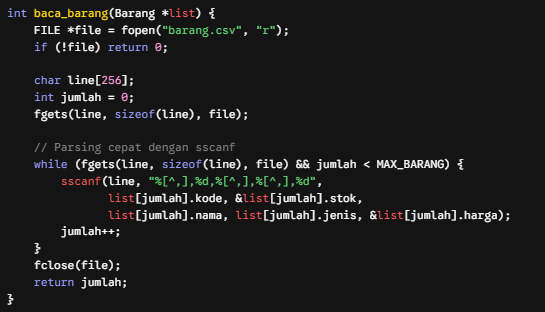 int baca_barang(Barang *list) {
    FILE *file = fopen("barang.csv", "r");
    if (!file) return 0;

    char line[256];
    int jumlah = 0;
    fgets(line, sizeof(line), file);

    // Parsing cepat dengan sscanf
    while (fgets(line, sizeof(line), file) && jumlah < MAX_BARANG) {
        sscanf(line, "%[^,],%d,%[^,],%[^,],%d",
               list[jumlah].kode, &list[jumlah].stok,
               list[jumlah].nama, list[jumlah].jenis, &list[jumlah].harga);
        jumlah++;
    }
    fclose(file);
    return jumlah;
}